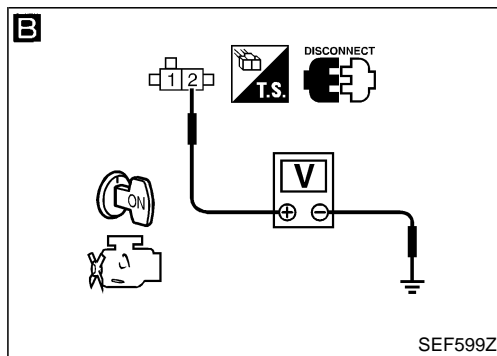 B
DISCONNECT
1 2
T.S.
V
ON
+ −
SEF599Z